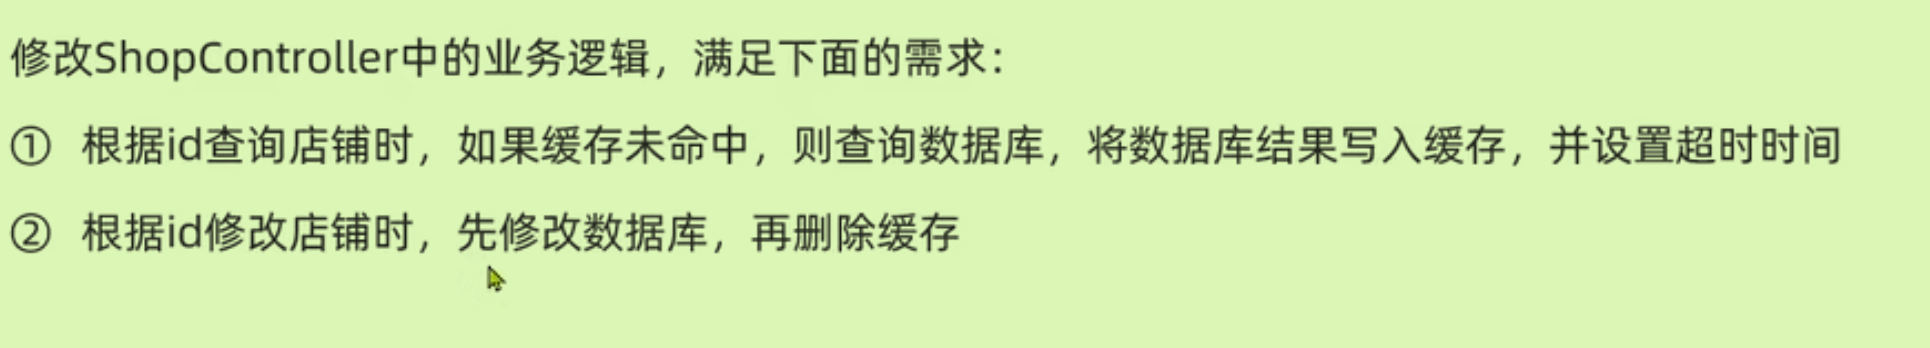 修改ShopController中的业务逻辑，满足下面的需求：
① 根据id查询店铺时，如果缓存未命中，则查询数据库，将数据库结果写入缓存，并设置超时时间
② 根据id修改店铺时，先修改数据库，再删除缓存